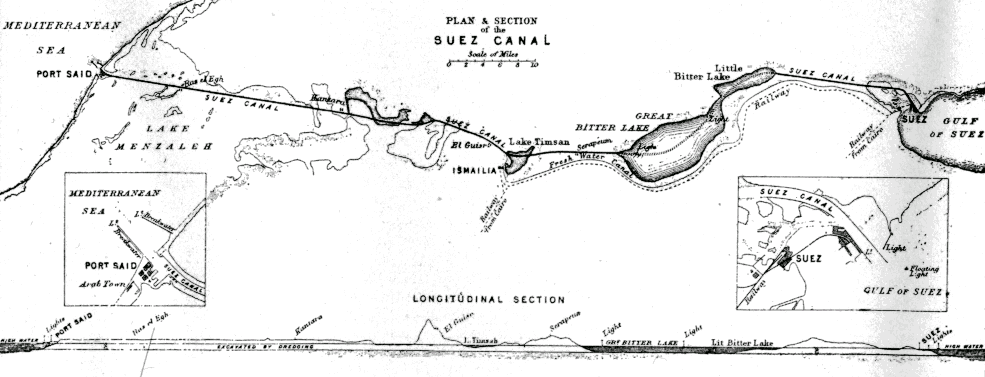 PLAN & SECTION
of the
SUEZ CANAL
Scale of Miles
0 2 4 6 8 10
MEDITERRANEAN
SEA
PORT SAID
Ras el Egh
SUEZ CANAL
LAKE
MENZALEH
Kantara
SUEZ CANAL
El Guisr
Lake Timsan
ISMAILIA
Railway
from Cairo
Serapeum
Fresh Water Canal
GREAT
BITTER LAKE
Light
Light
Little
Bitter Lake
Railway
SUEZ CANAL
SUEZ
Railway
from Cairo
GULF
OF SUEZ
MEDITERRANEAN
SEA
Lt Breakwater
Lt
Breakwater
PORT SAID
Arab Town
SUEZ CANAL
SUEZ CANAL
Light
Lt
SUEZ
Floating
Light
Railway
GULF OF SUEZ
LONGITUDINAL SECTION
HIGH WATER
Lights
PORT SAID
Ras el Egh
Kantara
El Guisr
L. Timsah
Serapeum
Light
Light
SUEZ
Lights
EXCAVATED BY DREDGING
GRt BITTER LAKE
Lit Bitter Lake
HIGH WATER